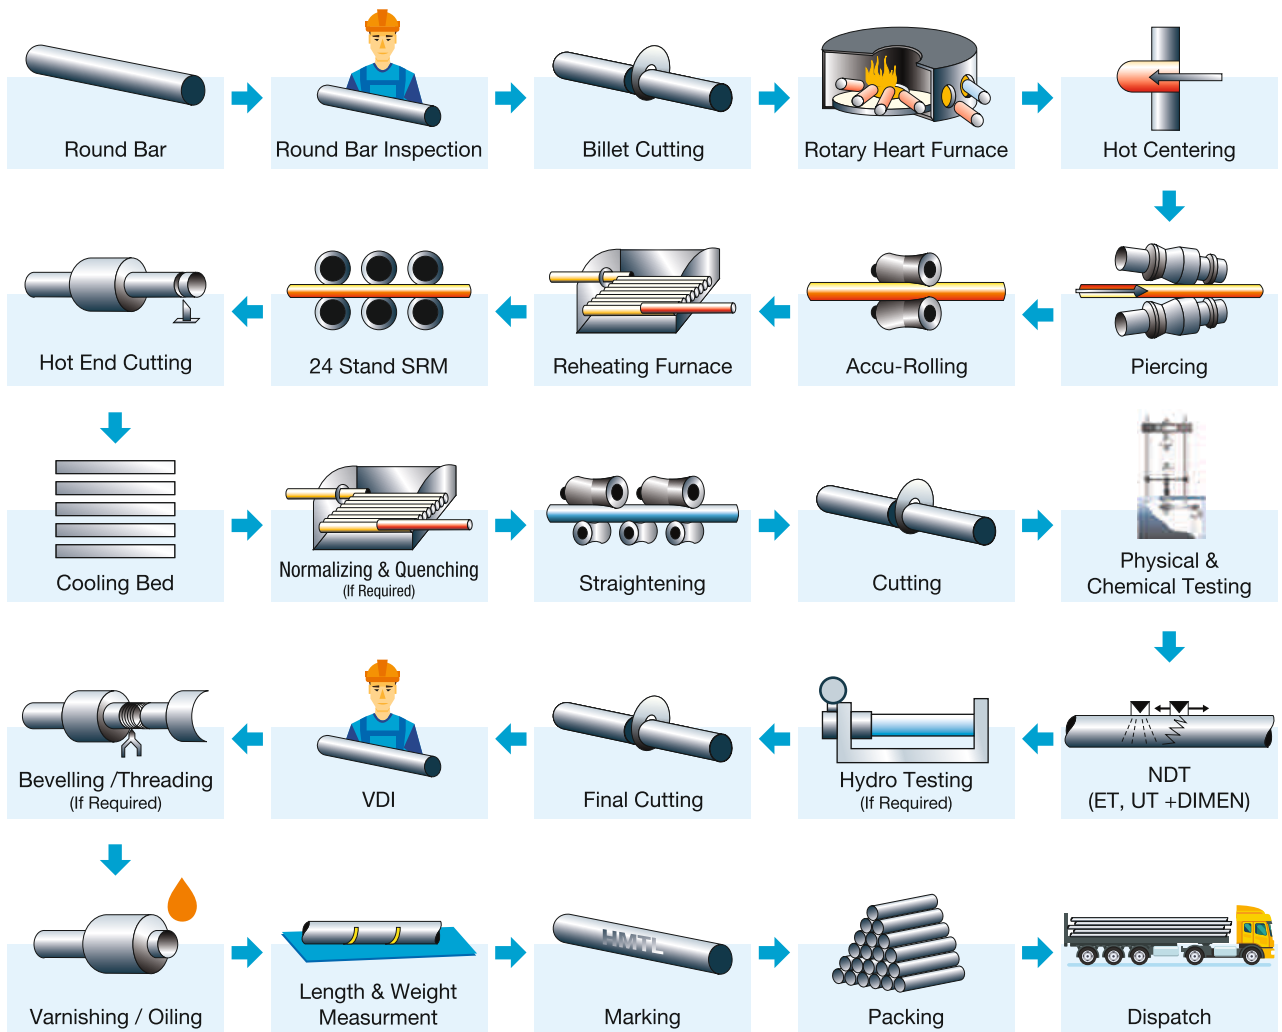 Round Bar
Round Bar Inspection
Billet Cutting
Rotary Heart Furnace
Hot Centering
Hot End Cutting
24 Stand SRM
Reheating Furnace
Accu-Rolling
Piercing
Cooling Bed
Normalizing & Quenching
(If Required)
Straightening
Cutting
Physical &
Chemical Testing
Bevelling /Threading
(If Required)
VDI
Final Cutting
Hydro Testing
(If Required)
NDT
(ET, UT +DIMEN)
Varnishing / Oiling
Length & Weight
Measurment
HMTL
Marking
Packing
Dispatch